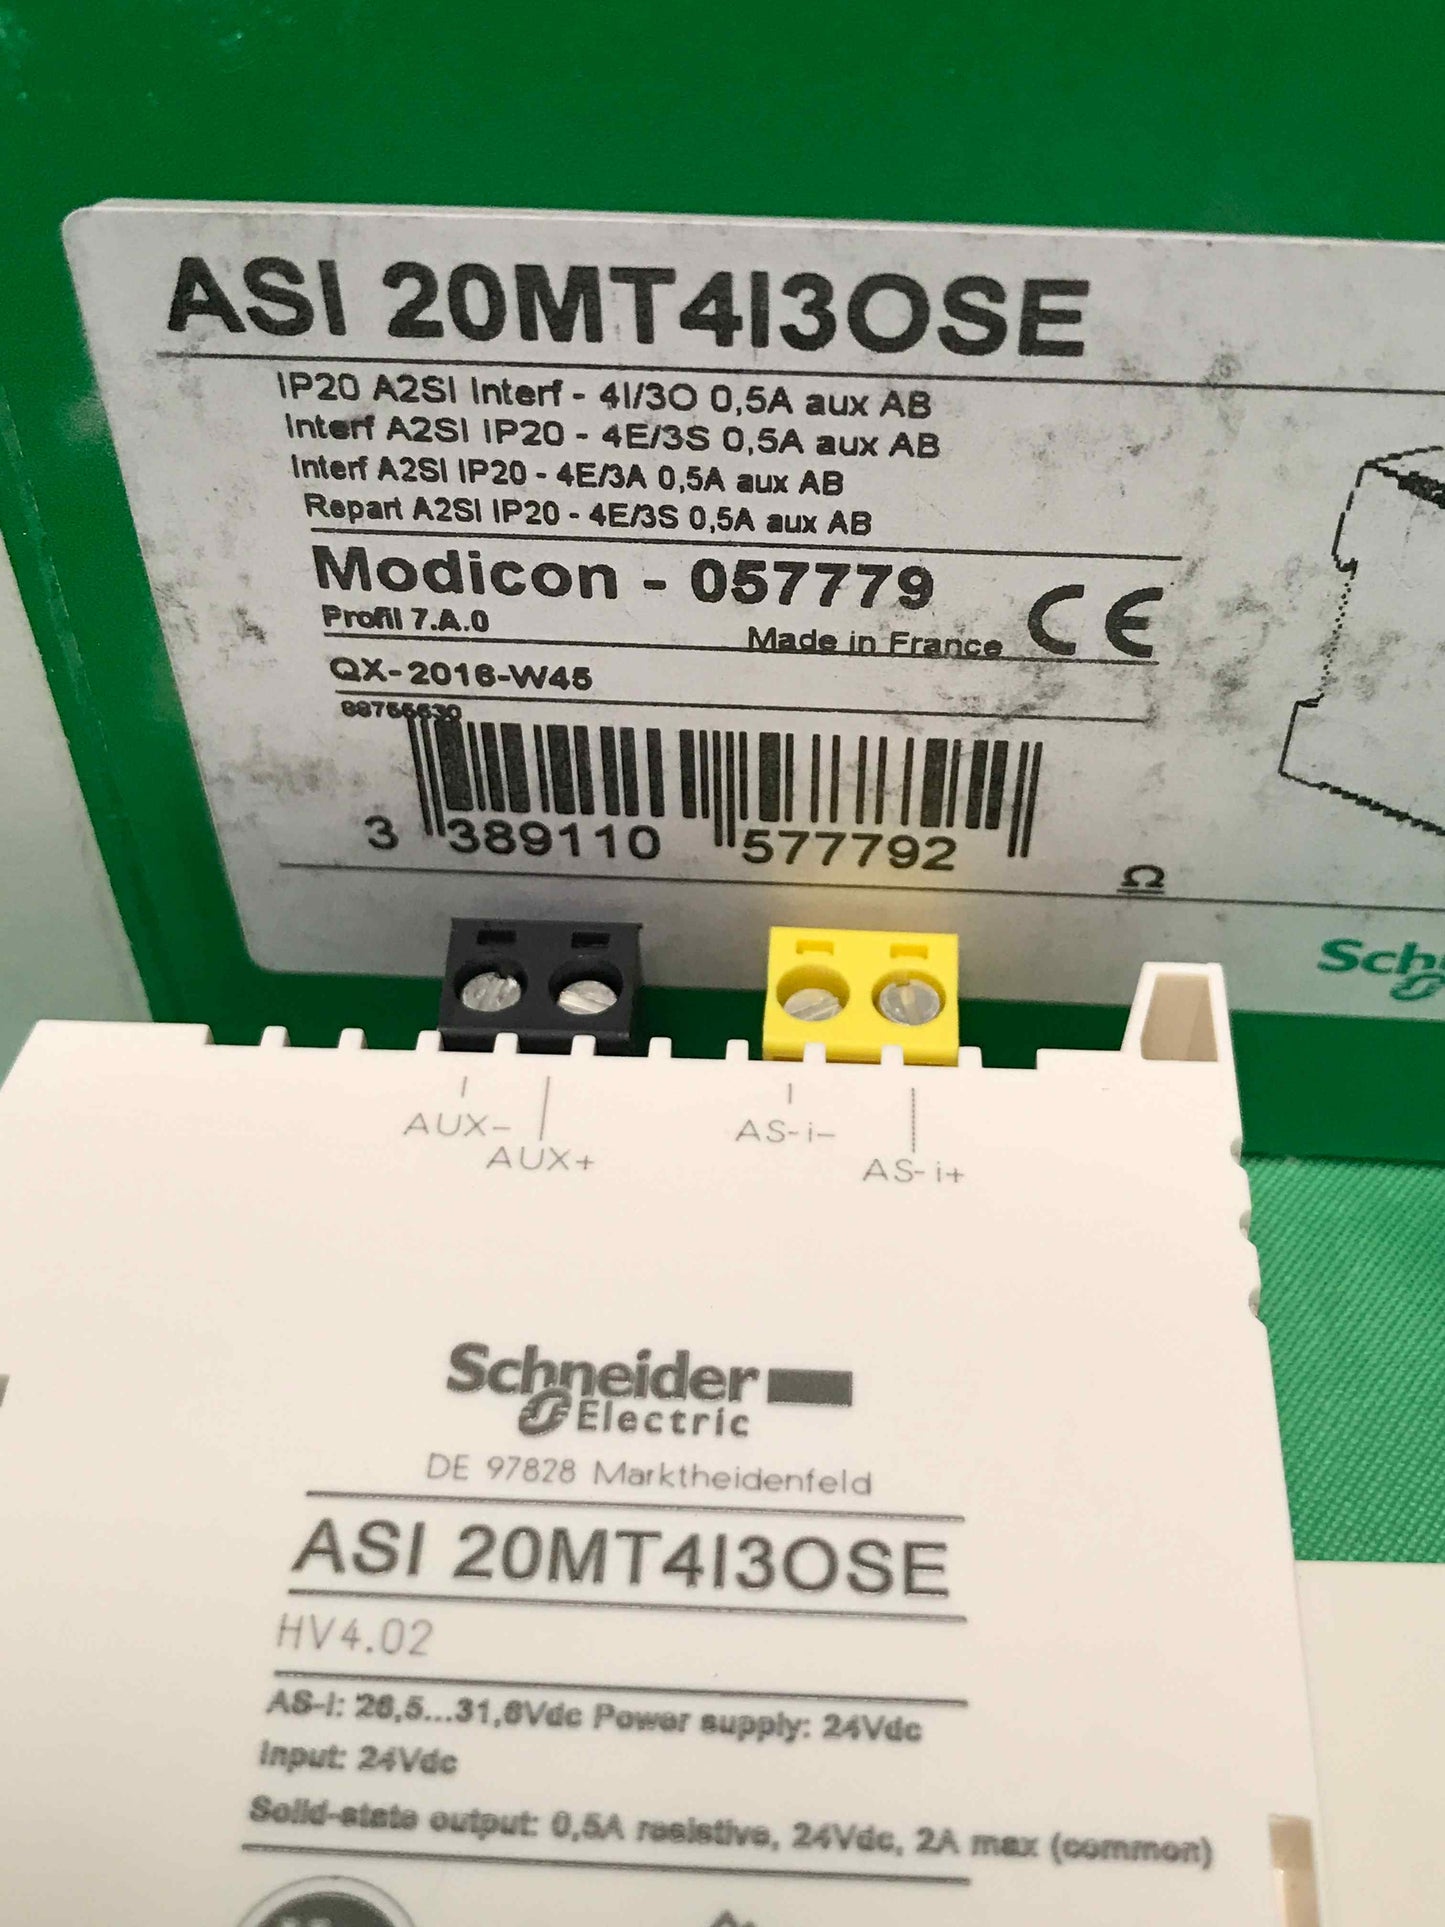 ASI 20MT4I3OSE
IP20 A2SI Interf - 4I/3O 0,5A aux AB
Interf A2SI IP20 - 4E/3S 0,5A aux AB
Interf A2SI IP20 - 4E/3A 0,5A aux AB
Repart A2SI IP20 - 4E/3S 0,5A aux AB
Modicon - 057779
Profil 7.A.0
Made in France CE
QX-2016-W45
3 389110 577792
Ω
AUX-
AUX+
AS-i-
AS-i+
Schneider
Electric
DE 97828 Marktheidenfeld
ASI 20MT4I3OSE
HV4.02
AS-I: 26,5...31,6Vdc Power supply: 24Vdc
Input: 24Vdc
Solid-state output: 0,5A resistive, 24Vdc, 2A max (common)